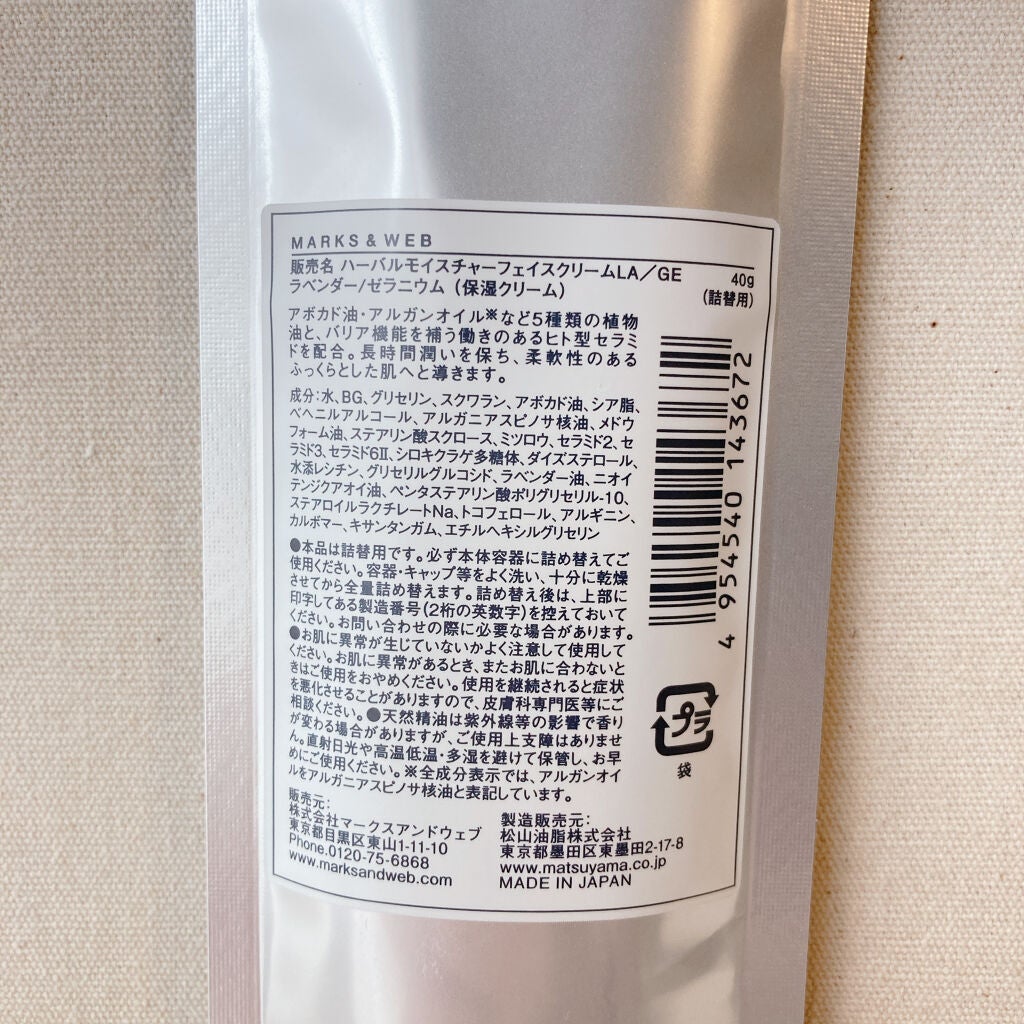 MARKS & WEB
販売名 ハーバルモイスチャーフェイスクリームLA／GE
ラベンダー/ゼラニウム（保湿クリーム）
40g
（詰替用）
アボカド油・アルガンオイル※など5種類の植物
油と、バリア機能を補う働きのあるヒト型セラミ
ドを配合。長時間潤いを保ち、柔軟性のある
ふっくらとした肌へと導きます。
成分：水、BG、グリセリン、スクワラン、アボカド油、シア脂、
ベヘニルアルコール、アルガニアスピノサ核油、メドウ
フォーム油、ステアリン酸スクロース、ミツロウ、セラミド2、セ
ラミド3、セラミド6Ⅱ、シロキクラゲ多糖体、ダイズステロール、
水添レシチン、グリセリルグルコシド、ラベンダー油、ニオイ
テンジクアオイ油、ペンタステアリン酸ポリグリセリル-10、
ステアロイルラクチレートNa、トコフェロール、アルギニン、
カルボマー、キサンタンガム、エチルヘキシルグリセリン
●本品は詰替用です。必ず本体容器に詰め替えてご
使用ください。容器・キャップ等をよく洗い、十分に乾燥
させてから全量詰め替えます。詰め替え後は、上部に
印字してある製造番号（2桁の英数字）を控えておいて
ください。お問い合わせの際に必要な場合があります。
●お肌に異常が生じていないかよく注意して使用して
ください。お肌に異常があるとき、またお肌に合わないと
きはご使用をおやめください。使用を継続されると症状
を悪化させることがありますので、皮膚科専門医等にご
相談ください。●天然精油は紫外線等の影響で香り
が変わる場合がありますが、ご使用上支障はありませ
ん。直射日光や高温低温・多湿を避けて保管し、お早
めにご使用ください。※全成分表示では、アルガンオイ
ルをアルガニアスピノサ核油と表記しています。
4 954540 143672
プラ
袋
販売元：
株式会社マークスアンドウェブ
東京都目黒区東山1-11-10
Phone.0120-75-6868
www.marksandweb.com
製造販売元：
松山油脂株式会社
東京都墨田区東墨田2-17-8
www.matsuyama.co.jp
MADE IN JAPAN